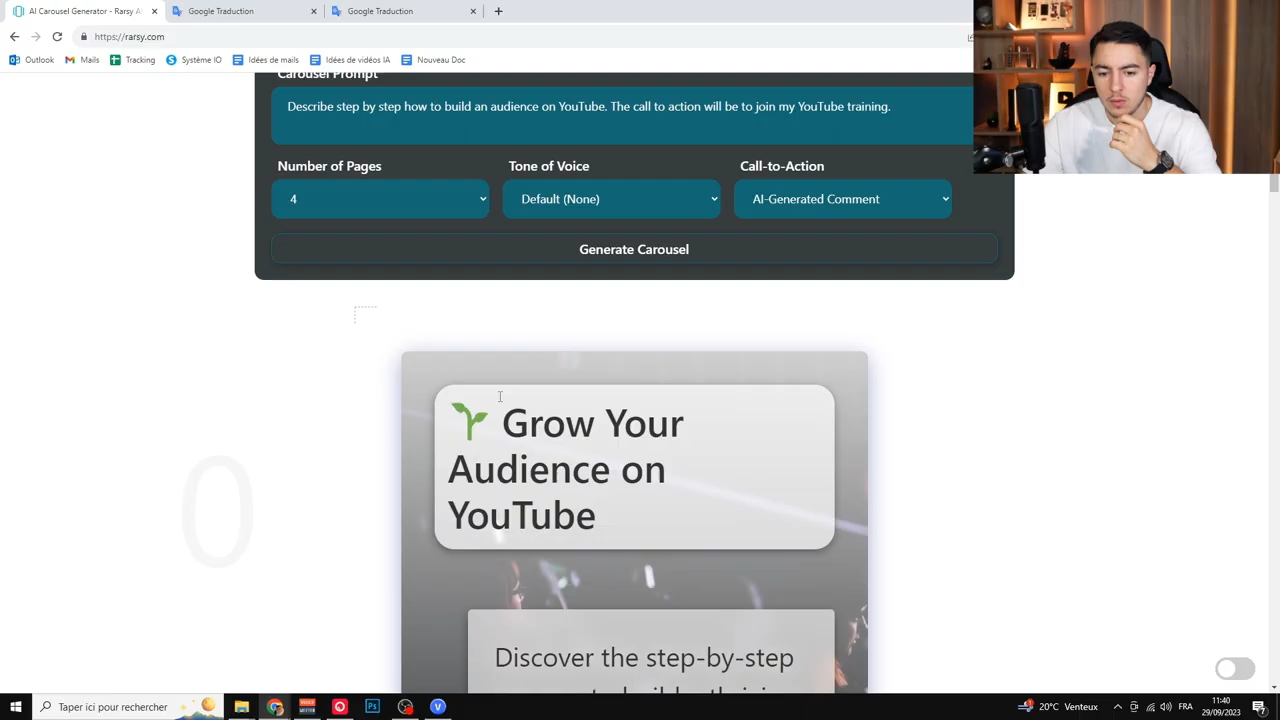 AI Carousel Generator - Rarsy A
Google Traduction
Google Traduction
https://rarsy.com
Outlook
Mails
Tracking
Système IO
Idées de mails
Idées de vidéos IA
Nouveau Doc
Carousel Prompt
Describe step by step how to build an audience on YouTube. The call to action will be to join my YouTube training.
Number of Pages
Tone of Voice
Call-to-Action
4
Default (None)
AI-Generated Comment
Generate Carousel
0
Grow Your
Audience on
YouTube
Discover the step-by-step
Taper ici pour rechercher
20°C Venteux
FRA
11:40
29/09/2023